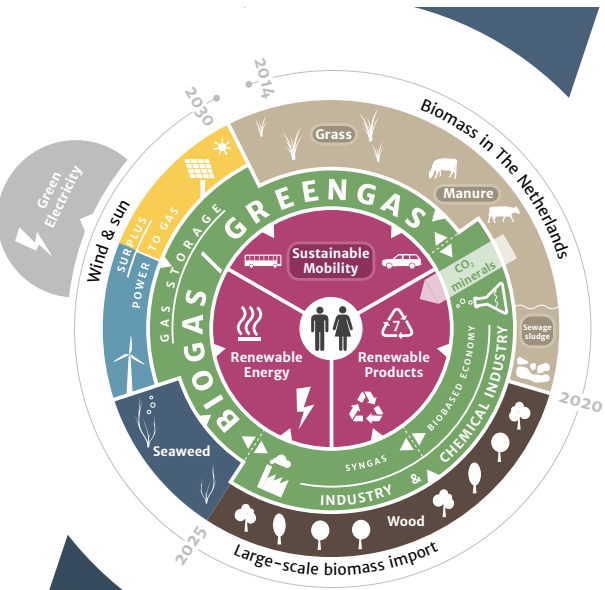 2014
2030
Green
Electricity
Wind & sun
Biomass in The Netherlands
Grass
Manure
SURPLUS
POWER TO GAS
GAS STORAGE
BIOGAS / GREENGAS
CO₂
minerals
Sustainable
Mobility
Renewable
Energy
Renewable
Products
7
Sewage
sludge
BIOBASED ECONOMY
CHEMICAL INDUSTRY
&
INDUSTRY
SYNGAS
2020
Seaweed
Wood
2025
Large-scale biomass import